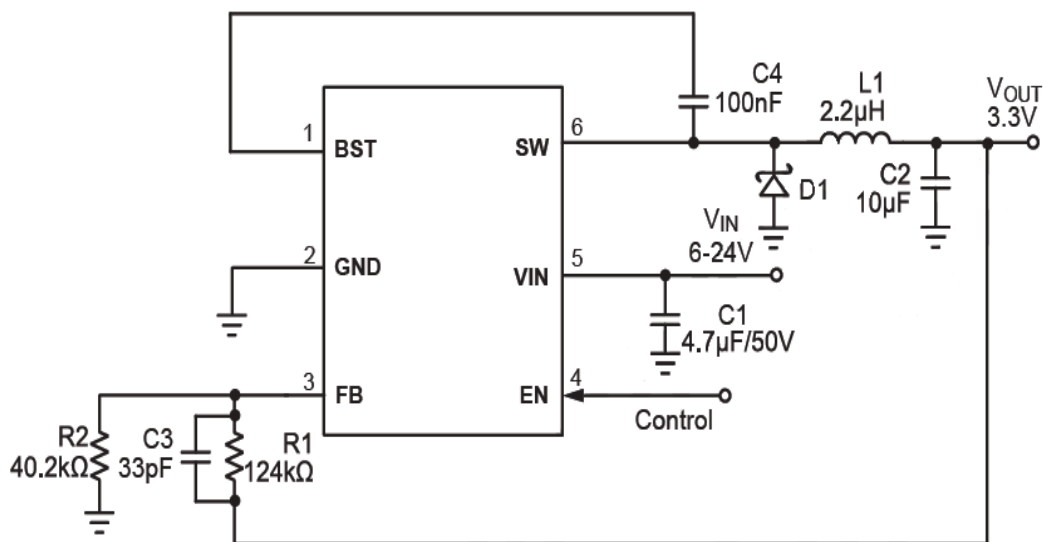 C4
100nF
L1
2.2µH
VOUT
3.3V
1
BST
SW
6
C2
10µF
D1
VIN
6-24V
2
GND
VIN
5
C1
4.7µF/50V
3
FB
EN
4
Control
R2
40.2kΩ
C3
33pF
R1
124kΩ